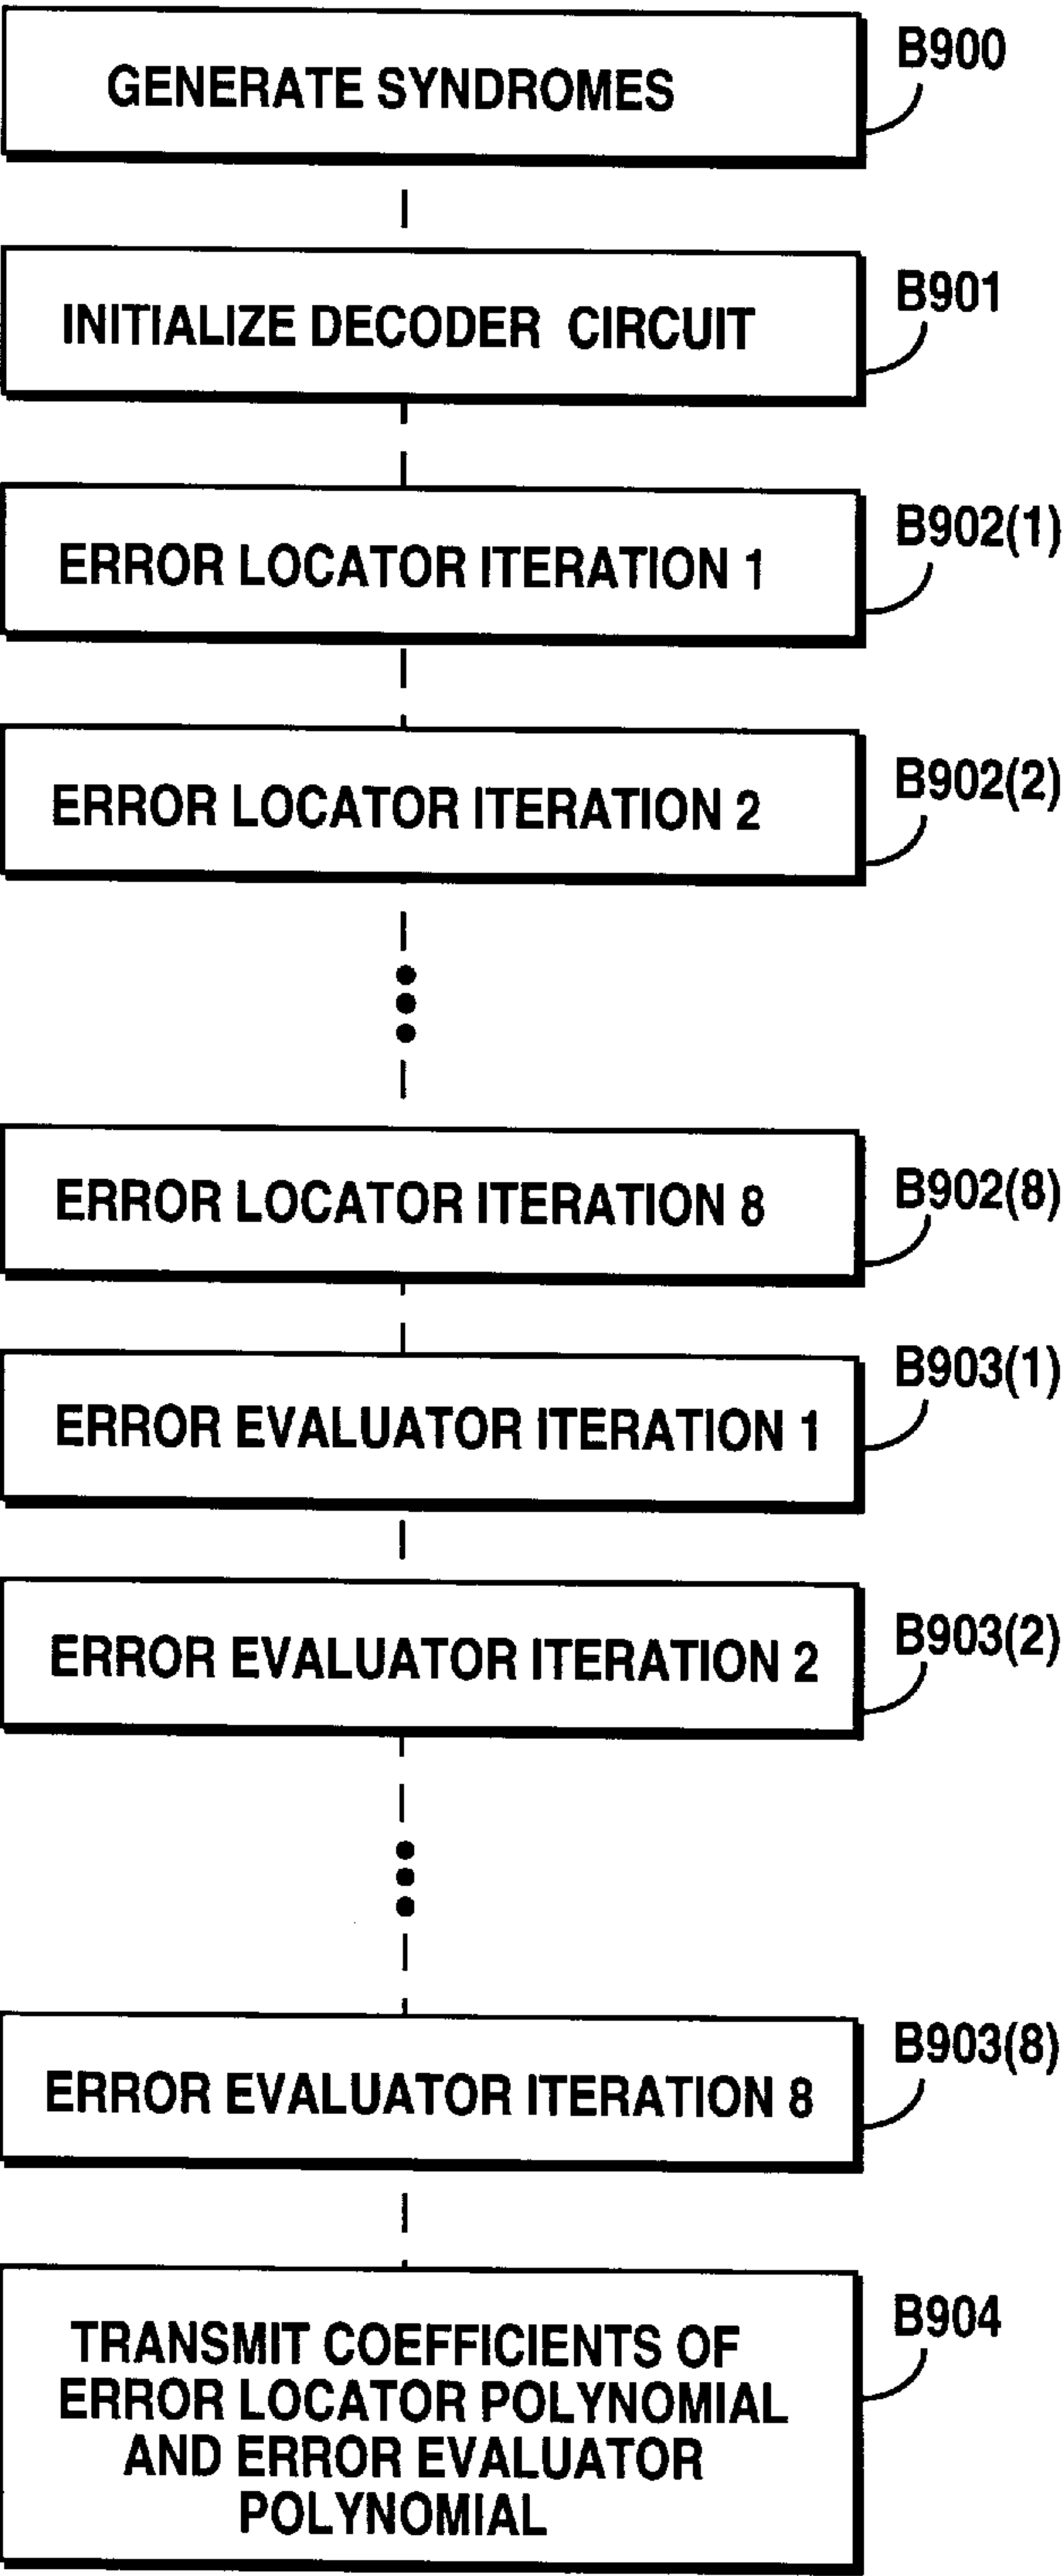 GENERATE SYNDROMES
B900
INITIALIZE DECODER CIRCUIT
B901
ERROR LOCATOR ITERATION 1
B902(1)
ERROR LOCATOR ITERATION 2
B902(2)
ERROR LOCATOR ITERATION 8
B902(8)
ERROR EVALUATOR ITERATION 1
B903(1)
ERROR EVALUATOR ITERATION 2
B903(2)
ERROR EVALUATOR ITERATION 8
B903(8)
TRANSMIT COEFFICIENTS OF
ERROR LOCATOR POLYNOMIAL
AND ERROR EVALUATOR
POLYNOMIAL
B904